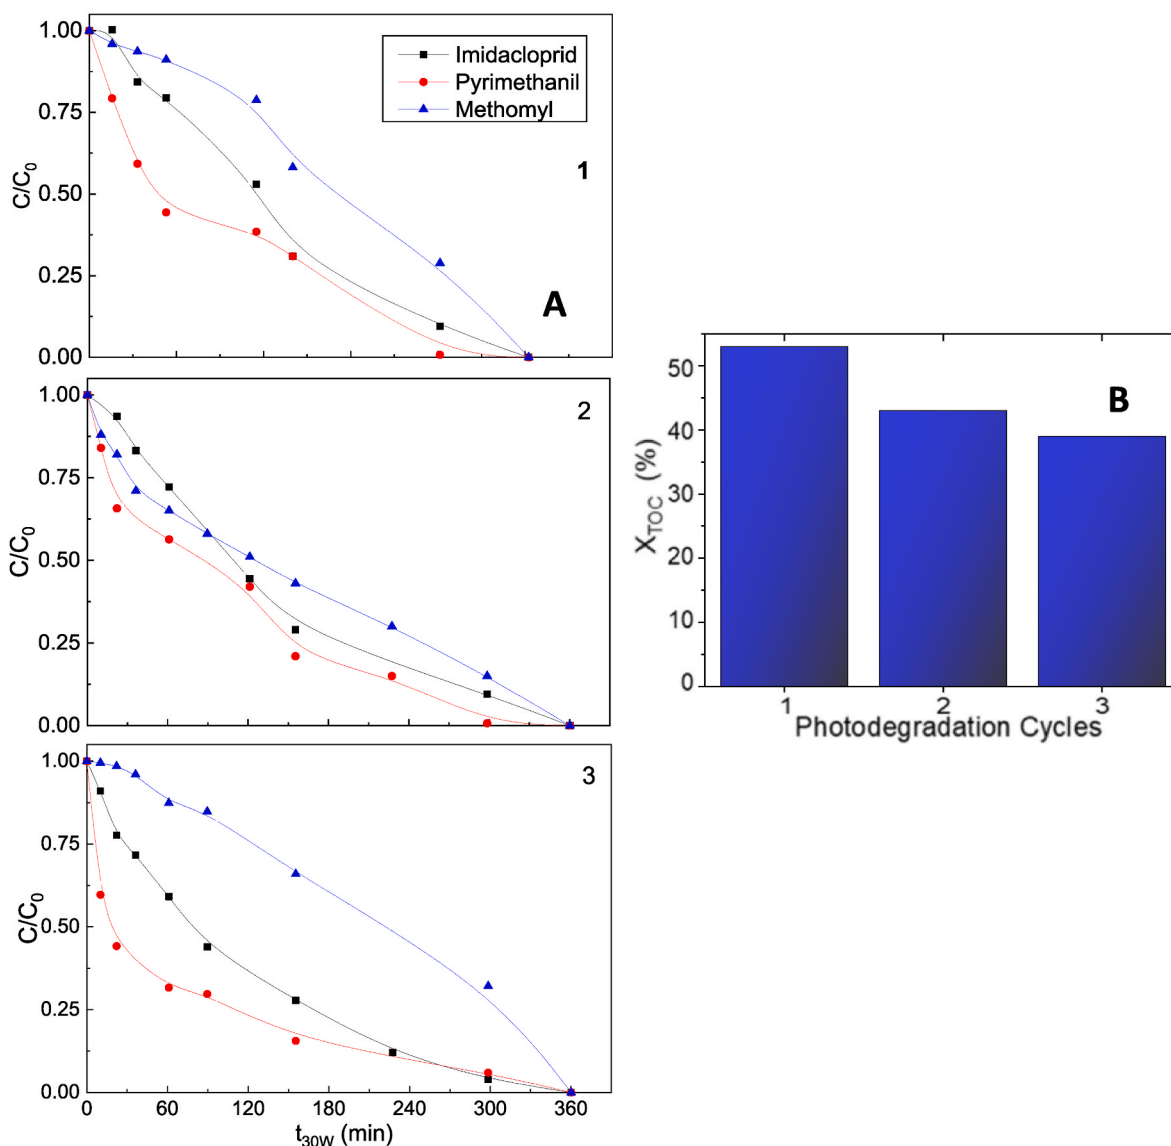 1.00
0.75
0.50
0.25
0.00
C/C0
Imidacloprid
Pyrimethanil
Methomyl
1
A
1.00
0.75
0.50
0.25
0.00
C/C0
2
1.00
0.75
0.50
0.25
0.00
C/C0
3
0 60 120 180 240 300 360
t30W (min)
50
40
30
20
10
0
XTOC (%)
B
1 2 3
Photodegradation Cycles